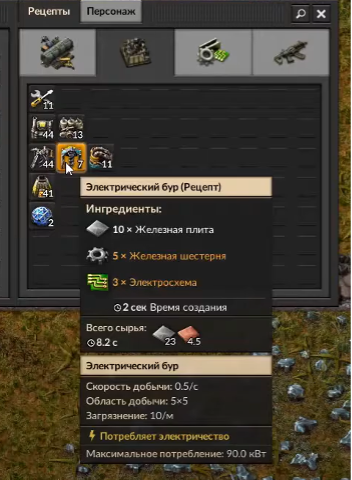 Рецепты Персонаж
11
44 13
44 7 11
41
2
Электрический бур (Рецепт)
Ингредиенты:
10 × Железная плита
5 × Железная шестерня
3 × Электросхема
2 сек Время создания
Всего сырья:
8.2 с 23 4.5
Электрический бур
Скорость добычи: 0.5/с
Область добычи: 5×5
Загрязнение: 10/м
Потребляет электричество
Максимальное потребление: 90.0 кВт